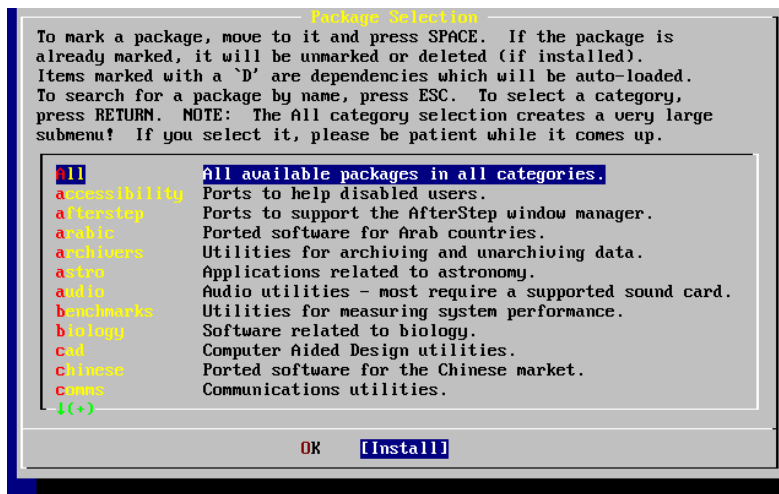 Package Selection
To mark a package, move to it and press SPACE.  If the package is
already marked, it will be unmarked or deleted (if installed).
Items marked with a `D' are dependencies which will be auto-loaded.
To search for a package by name, press ESC.  To select a category,
press RETURN.  NOTE:  The All category selection creates a very large
submenu!  If you select it, please be patient while it comes up.
All All available packages in all categories.
accessibility Ports to help disabled users.
afterstep Ports to support the AfterStep window manager.
arabic Ported software for Arab countries.
archivers Utilities for archiving and unarchiving data.
astro Applications related to astronomy.
audio Audio utilities - most require a supported sound card.
benchmarks Utilities for measuring system performance.
biology Software related to biology.
cad Computer Aided Design utilities.
chinese Ported software for the Chinese market.
comms Communications utilities.
↓(+)
OK [Install]